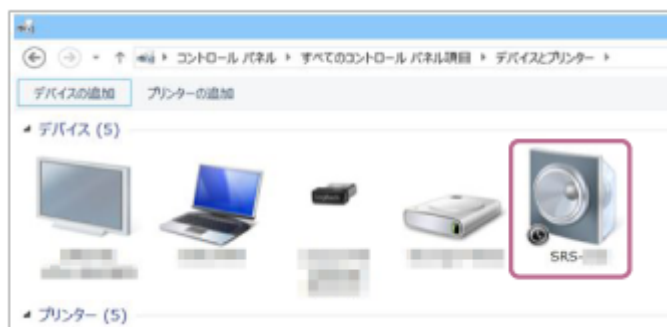 コントロール パネル ▸ すべてのコントロール パネル項目 ▸ デバイスとプリンター ▸
デバイスの追加 プリンターの追加
デバイス (5)
SRS-
プリンター (5)